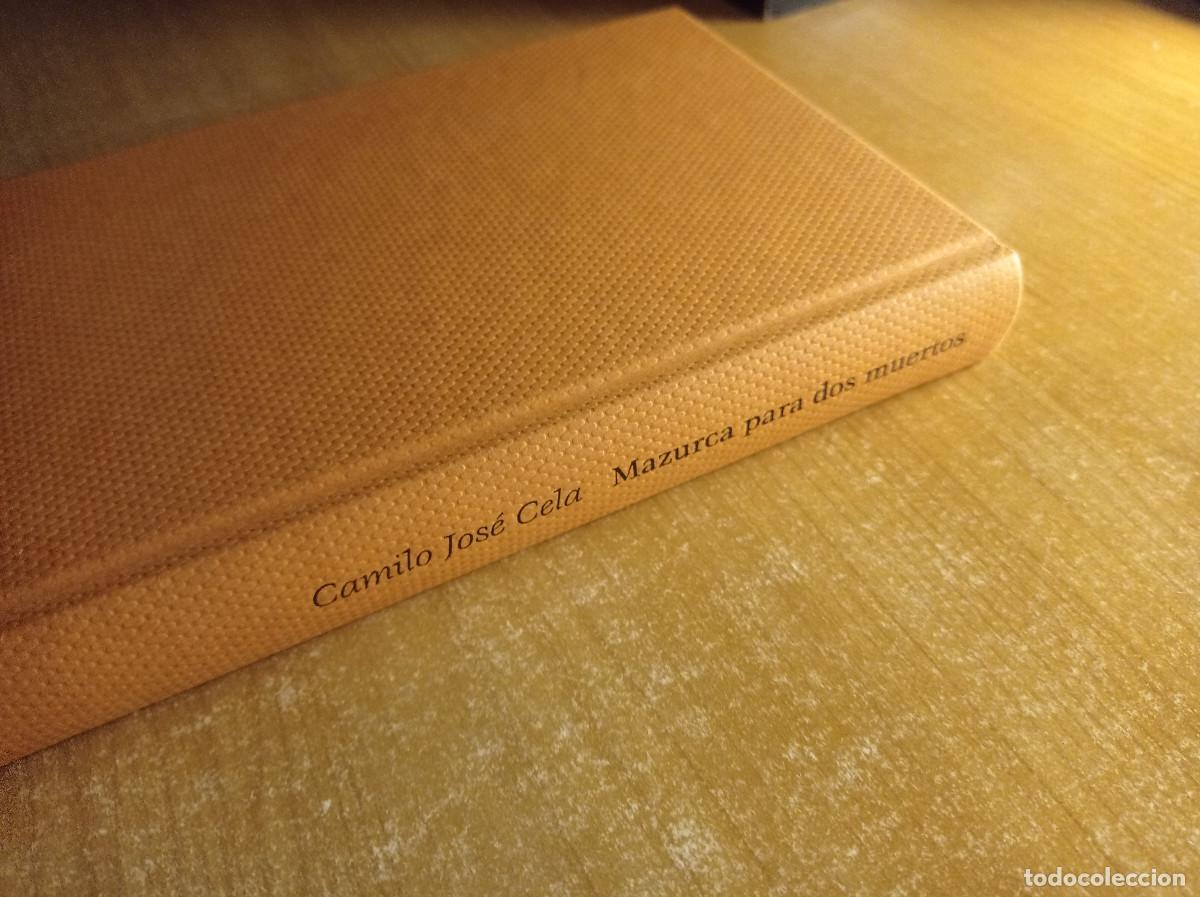 Camilo José Cela Mazurca para dos muertos
todocoleccion